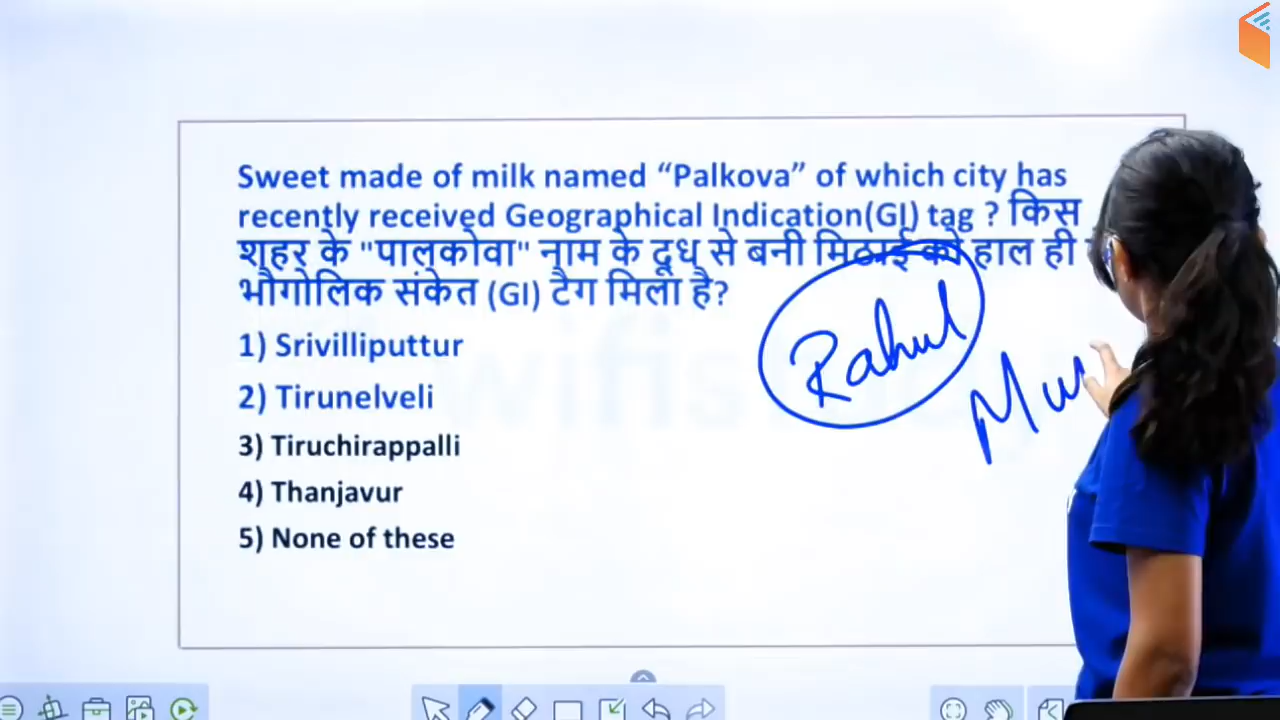 Sweet made of milk named “Palkova” of which city has
recently received Geographical Indication(GI) tag ? किस
शहर के "पालकोवा" नाम के दूध से बनी मिठाई को हाल ही
भौगोलिक संकेत (GI) टैग मिला है?
1) Srivilliputtur
2) Tirunelveli
3) Tiruchirappalli
4) Thanjavur
5) None of these
Rahul